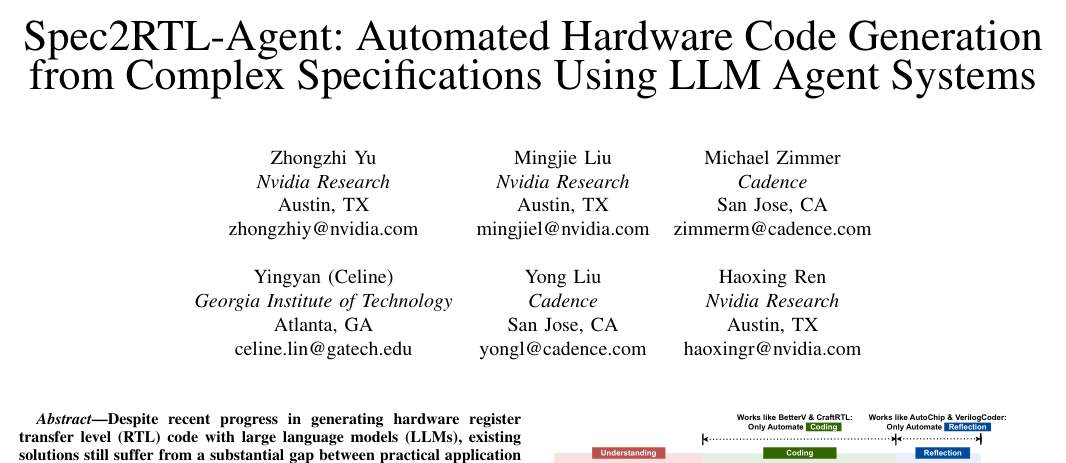 Spec2RTL-Agent: Automated Hardware Code Generation
from Complex Specifications Using LLM Agent Systems
Zhongzhi Yu
Nvidia Research
Austin, TX
zhongzhiy@nvidia.com
Mingjie Liu
Nvidia Research
Austin, TX
mingjiel@nvidia.com
Michael Zimmer
Cadence
San Jose, CA
zimmerm@cadence.com
Yingyan (Celine)
Georgia Institute of Technology
Atlanta, GA
celine.lin@gatech.edu
Yong Liu
Cadence
San Jose, CA
yongl@cadence.com
Haoxing Ren
Nvidia Research
Austin, TX
haoxingr@nvidia.com
Abstract—Despite recent progress in generating hardware register
transfer level (RTL) code with large language models (LLMs), existing
solutions still suffer from a substantial gap between practical application
Works like BetterV & CraftRTL:
Only Automate Coding
Works like AutoChip & VerilogCoder:
Only Automate Reflection
Understanding
Coding
Reflection